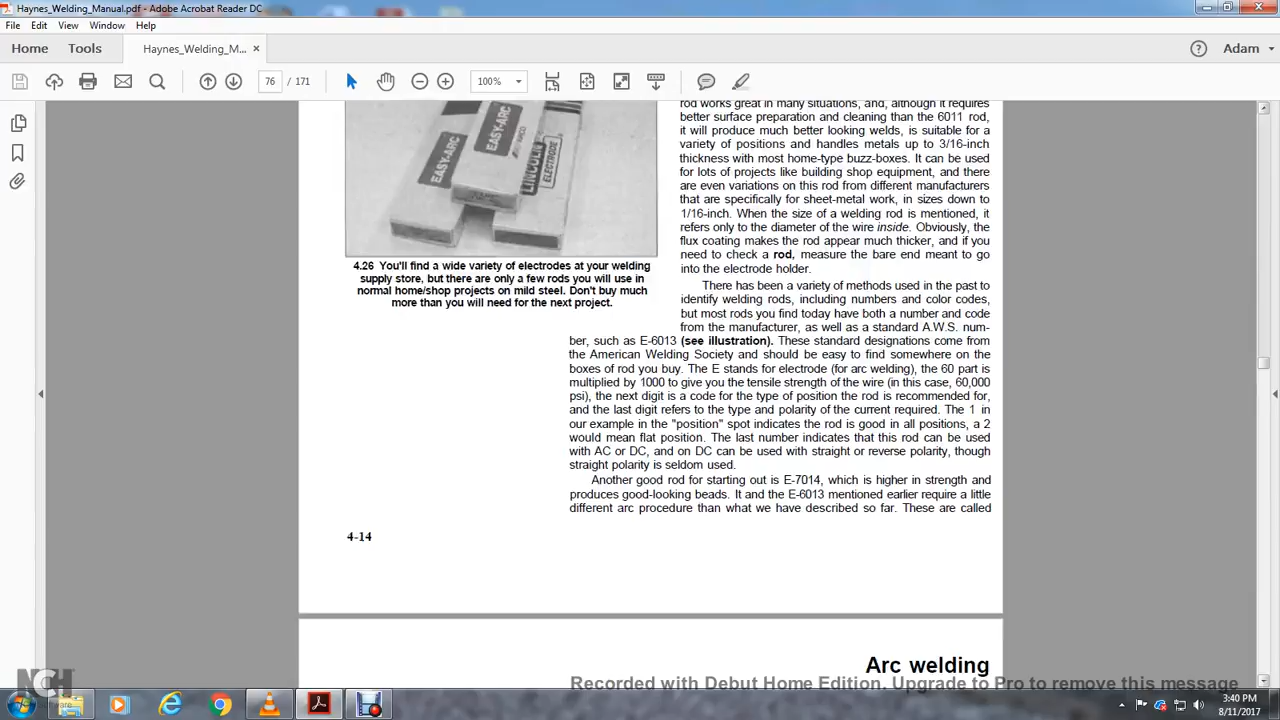 Haynes_Welding_Manual.pdf - Adobe Acrobat Reader DC
File Edit View Window Help
Home Tools Haynes_Welding_M... × Adam
76 / 171 100%
EASY-ARC EASY-ARC LINCOLN ELECTRODE
4.26 You'll find a wide variety of electrodes at your welding
supply store, but there are only a few rods you will use in
normal home/shop projects on mild steel. Don't buy much
more than you will need for the next project.
rod works great in many situations, and, although it requires
better surface preparation and cleaning than the 6011 rod,
it will produce much better looking welds, is suitable for a
variety of positions and handles metals up to 3/16-inch
thickness with most home-type buzz-boxes. It can be used
for lots of projects like building shop equipment, and there
are even variations on this rod from different manufacturers
that are specifically for sheet-metal work, in sizes down to
1/16-inch. When the size of a welding rod is mentioned, it
refers only to the diameter of the wire inside. Obviously, the
flux coating makes the rod appear much thicker, and if you
need to check a rod, measure the bare end meant to go
into the electrode holder.
There has been a variety of methods used in the past to
identify welding rods, including numbers and color codes,
but most rods you find today have both a number and code
from the manufacturer, as well as a standard A.W.S. num-
ber, such as E-6013 (see illustration). These standard designations come from
the American Welding Society and should be easy to find somewhere on the
boxes of rod you buy. The E stands for electrode (for arc welding), the 60 part is
multiplied by 1000 to give you the tensile strength of the wire (in this case, 60,000
psi), the next digit is a code for the type of position the rod is recommended for,
and the last digit refers to the type and polarity of the current required. The 1 in
our example in the "position" spot indicates the rod is good in all positions, a 2
would mean flat position. The last number indicates that this rod can be used
with AC or DC, and on DC can be used with straight or reverse polarity, though
straight polarity is seldom used.
Another good rod for starting out is E-7014, which is higher in strength and
produces good-looking beads. It and the E-6013 mentioned earlier require a little
different arc procedure than what we have described so far. These are called
4-14
Arc welding
NCH
Recorded with Debut Home Edition. Upgrade to Pro to remove this message
3:40 PM
8/11/2017